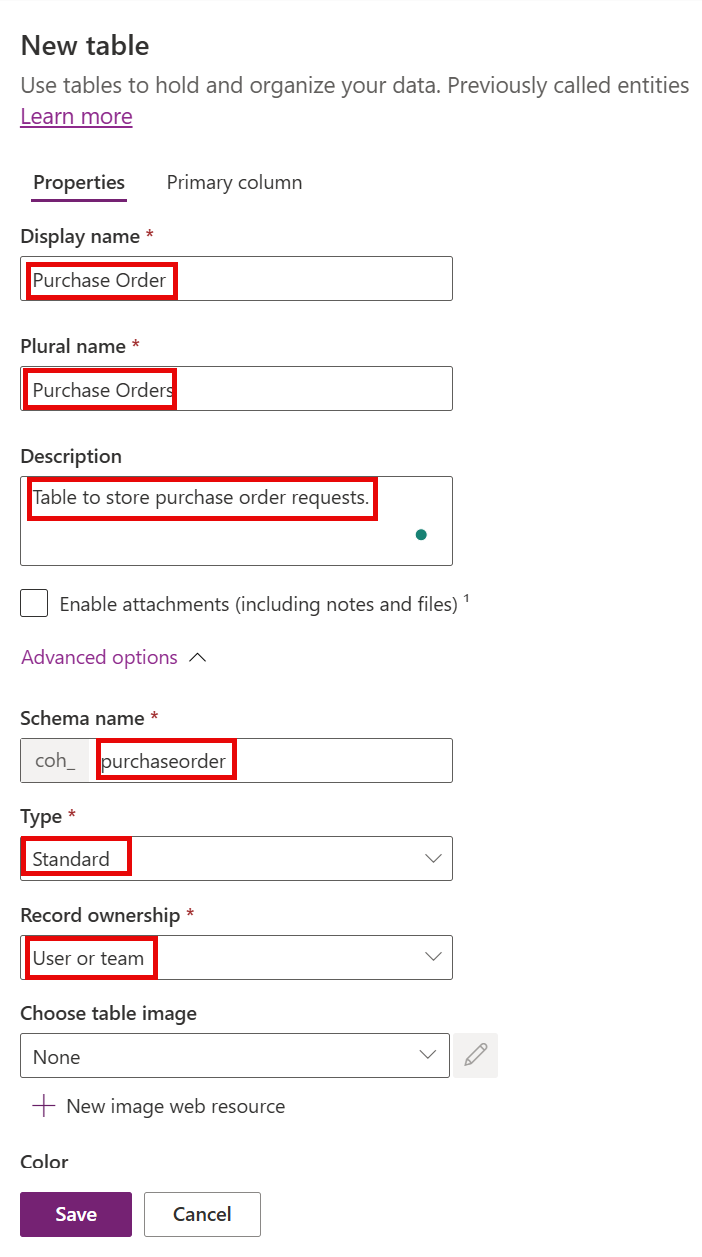 New table
Use tables to hold and organize your data. Previously called entities
Learn more
Properties Primary column
Display name *
Purchase Order
Plural name *
Purchase Orders
Description
Table to store purchase order requests.
Enable attachments (including notes and files) ¹
Advanced options
Schema name *
coh_ purchaseorder
Type *
Standard
Record ownership *
User or team
Choose table image
None
New image web resource
Color
Save Cancel